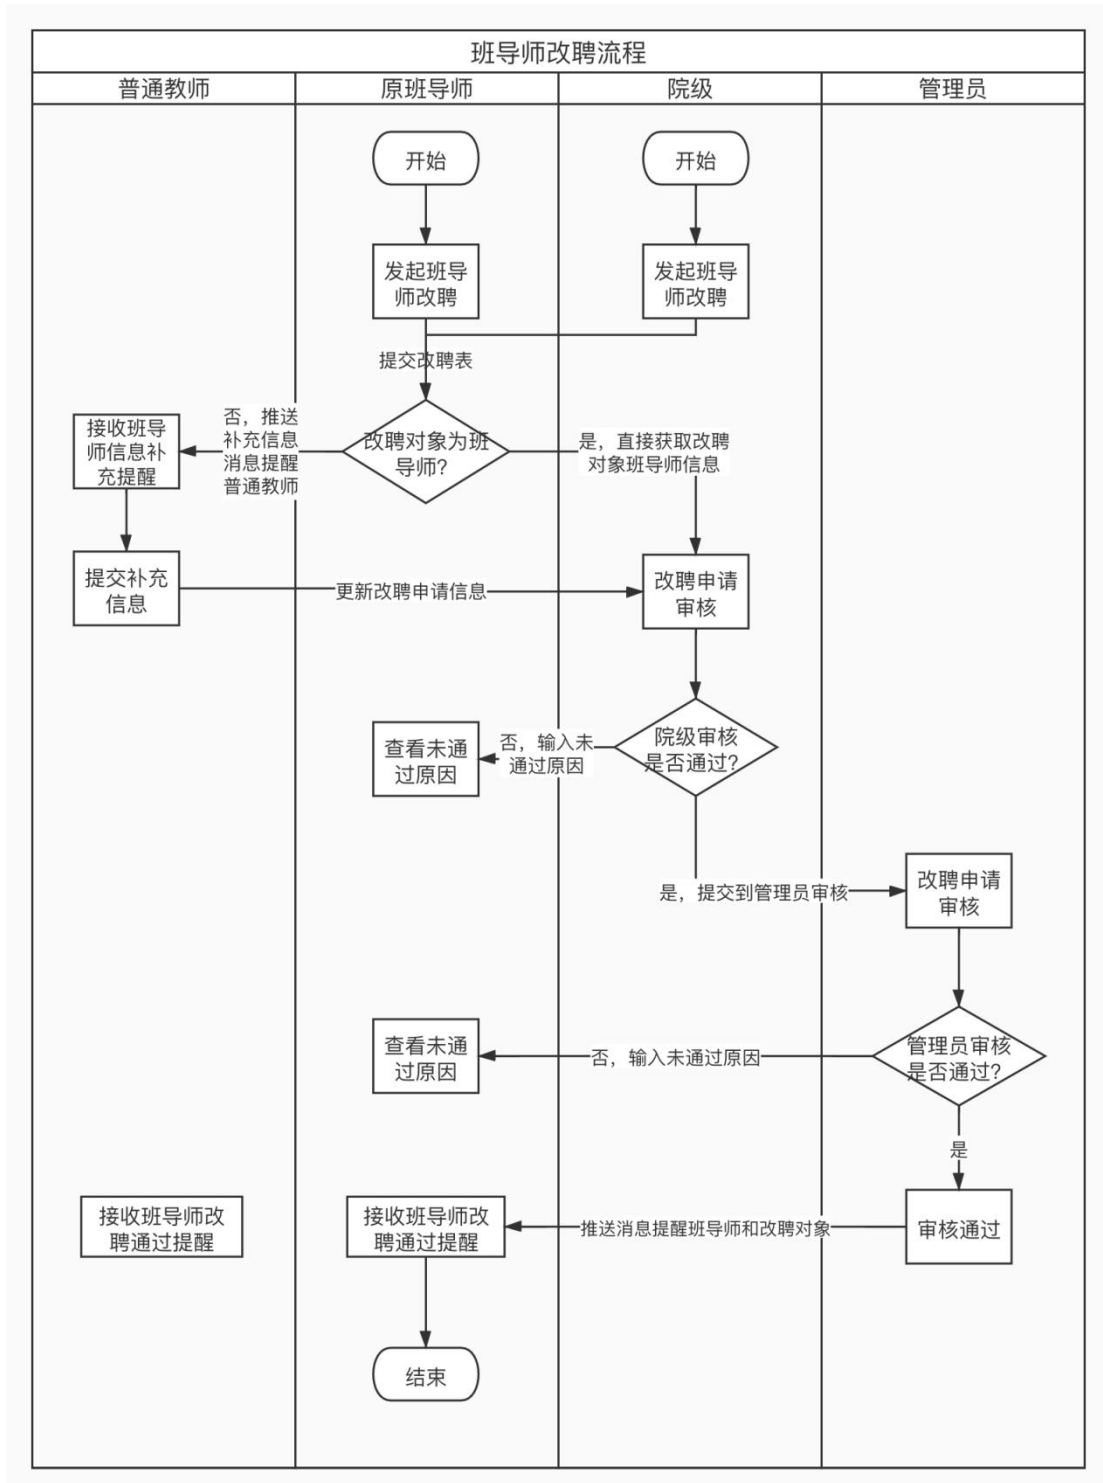 班导师改聘流程
普通教师
原班导师
院级
管理员
开始
开始
发起班导
师改聘
发起班导
师改聘
提交改聘表
接收班导
师信息补
充提醒
否，推送
补充信息
消息提醒
普通教师
改聘对象为班
导师？
是，直接获取改聘
对象班导师信息
提交补充
信息
更新改聘申请信息
改聘申请
审核
查看未通
过原因
否，输入未
通过原因
院级审核
是否通过？
是，提交到管理员审核
改聘申请
审核
查看未通
过原因
否，输入未通过原因
管理员审核
是否通过？
是
接收班导师改
聘通过提醒
接收班导师改
聘通过提醒
推送消息提醒班导师和改聘对象
审核通过
结束